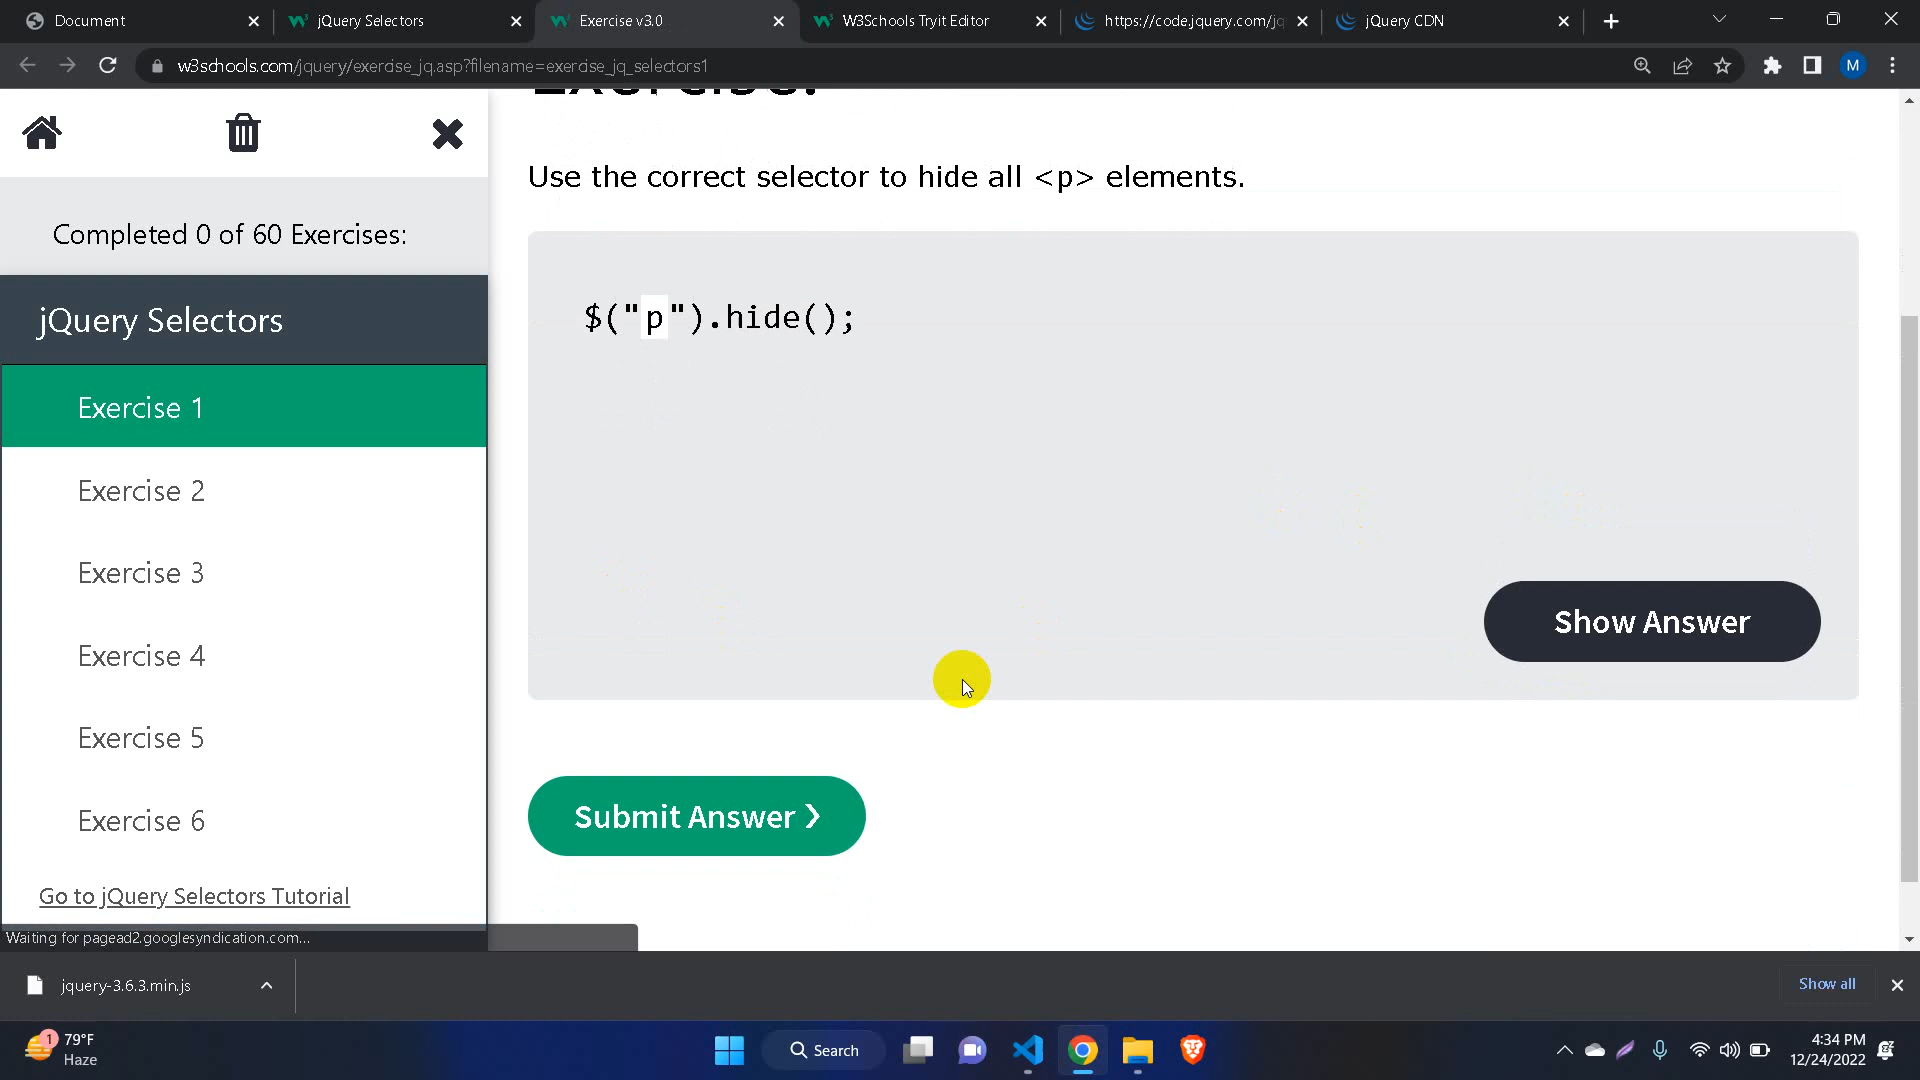 Document
jQuery Selectors
Exercise v3.0
W3Schools Tryit Editor
https://code.jquery.com/jq
jQuery CDN
w3schools.com/jquery/exercise_jq.asp?filename=exercise_jq_selectors1
M
Exercise:
Completed 0 of 60 Exercises:
jQuery Selectors
Exercise 1
Exercise 2
Exercise 3
Exercise 4
Exercise 5
Exercise 6
Go to jQuery Selectors Tutorial
Use the correct selector to hide all <p> elements.
$("p").hide();
Show Answer
Submit Answer ❯
Waiting for pagead2.googlesyndication.com...
jquery-3.6.3.min.js
Show all
1
79°F
Haze
Search
4:34 PM
12/24/2022